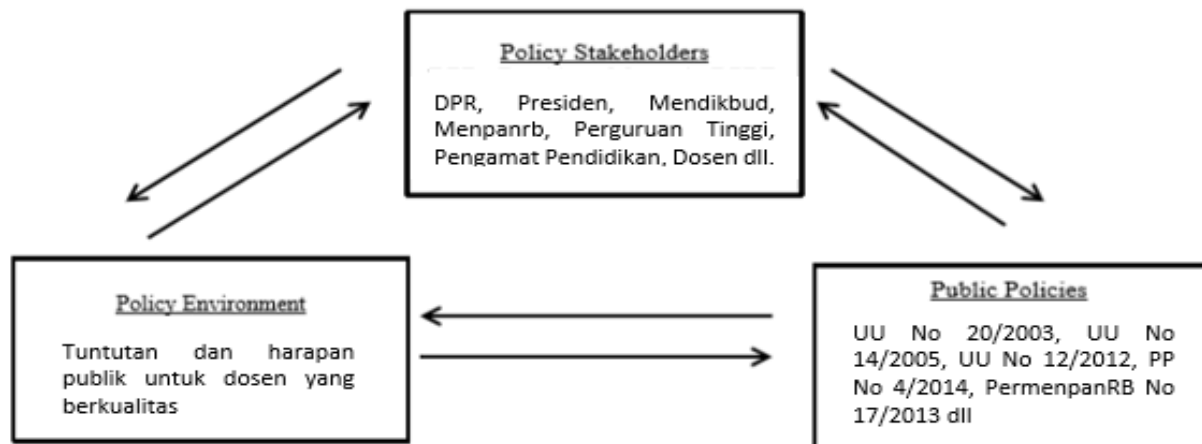 Policy Stakeholders
DPR, Presiden, Mendikbud,
Menpanrb, Perguruan Tinggi,
Pengamat Pendidikan, Dosen dll.
Policy Environment
Tuntutan dan harapan
publik untuk dosen yang
berkualitas
Public Policies
UU No 20/2003, UU No
14/2005, UU No 12/2012, PP
No 4/2014, PermenpanRB No
17/2013 dll